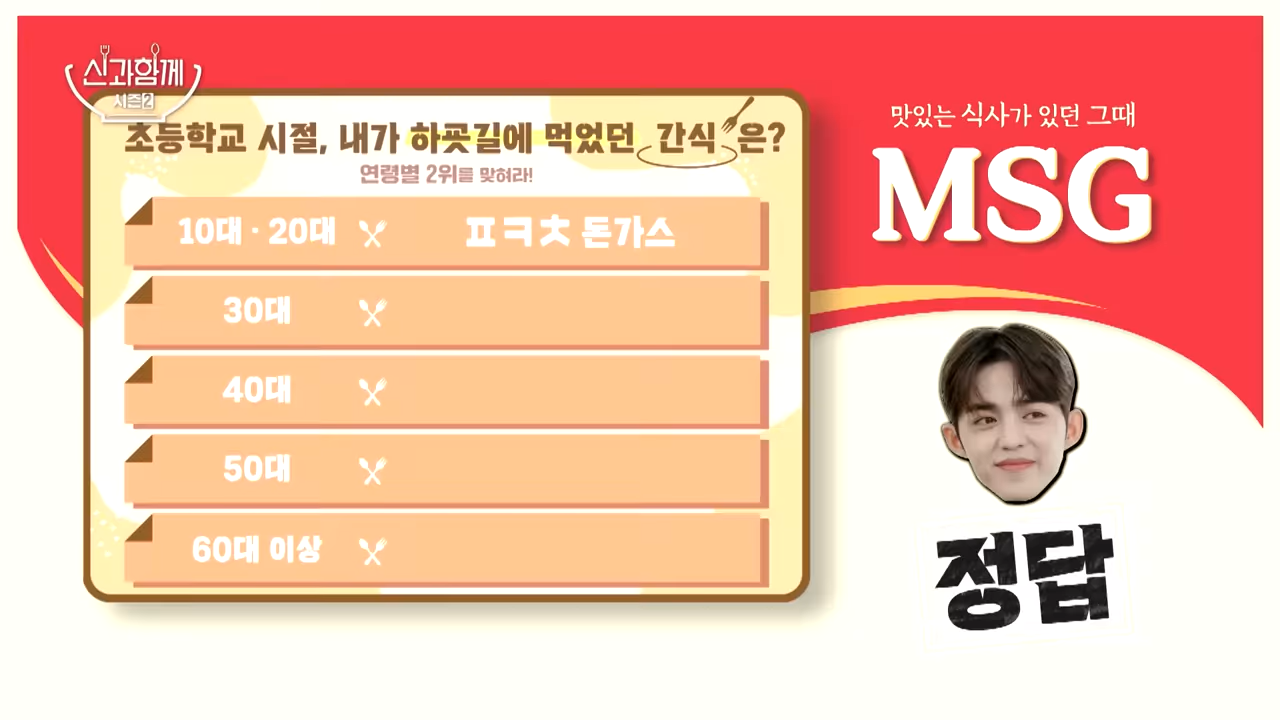 신과함께
시즌2
초등학교 시절, 내가 하굣길에 먹었던 간식은?
연령별 2위를 맞혀라!
10대 · 20대 ㅍㅋㅊ 돈가스
30대
40대
50대
60대 이상
맛있는 식사가 있던 그때
MSG
정답